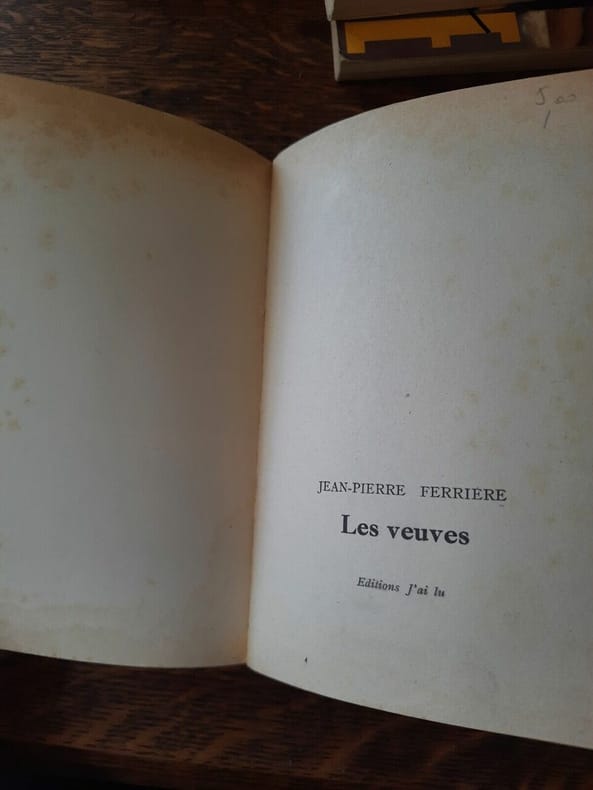 JEAN-PIERRE FERRIÈRE
Les veuves
Editions J'ai lu